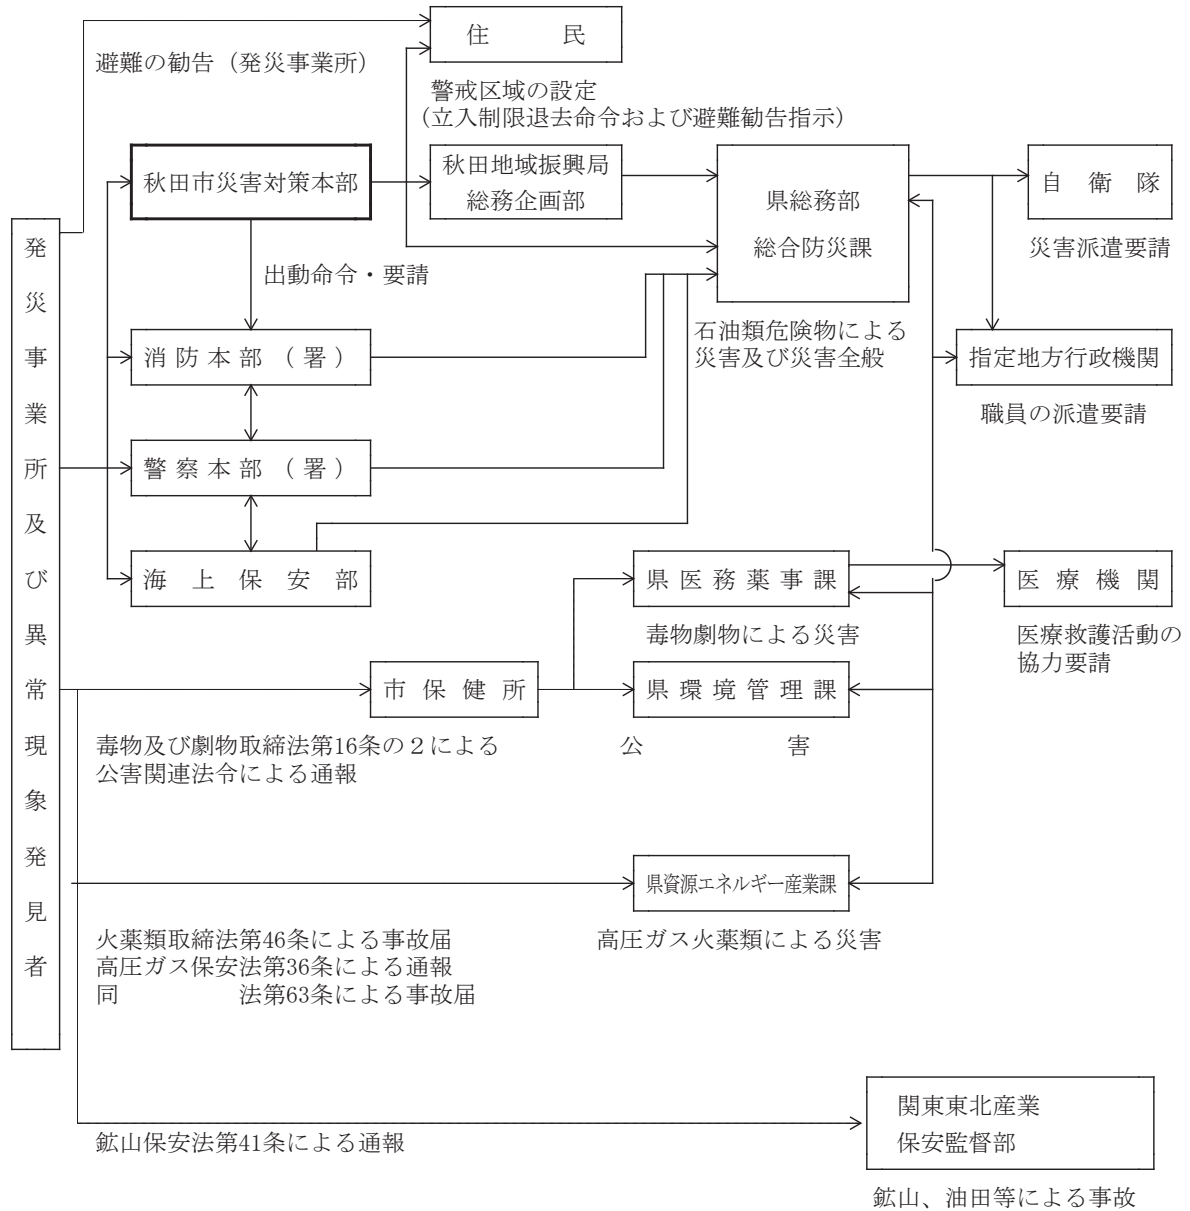 住　　民
避難の勧告（発災事業所）
警戒区域の設定
(立入制限退去命令および避難勧告指示)
秋田市災害対策本部
秋田地域振興局
総務企画部
県総務部
総合防災課
自衛隊
災害派遣要請
出動命令・要請
発災事業所及び異常現象発見者
消防本部（署）
石油類危険物による
災害及び災害全般
指定地方行政機関
職員の派遣要請
警察本部（署）
海上保安部
県医務薬事課
医療機関
毒物劇物による災害
医療救護活動の
協力要請
市保健所
県環境管理課
毒物及び劇物取締法第16条の２による
公害関連法令による通報
公　　害
県資源エネルギー産業課
火薬類取締法第46条による事故届
高圧ガス保安法第36条による通報
同　　　　　法第63条による事故届
高圧ガス火薬類による災害
関東東北産業
保安監督部
鉱山保安法第41条による通報
鉱山、油田等による事故